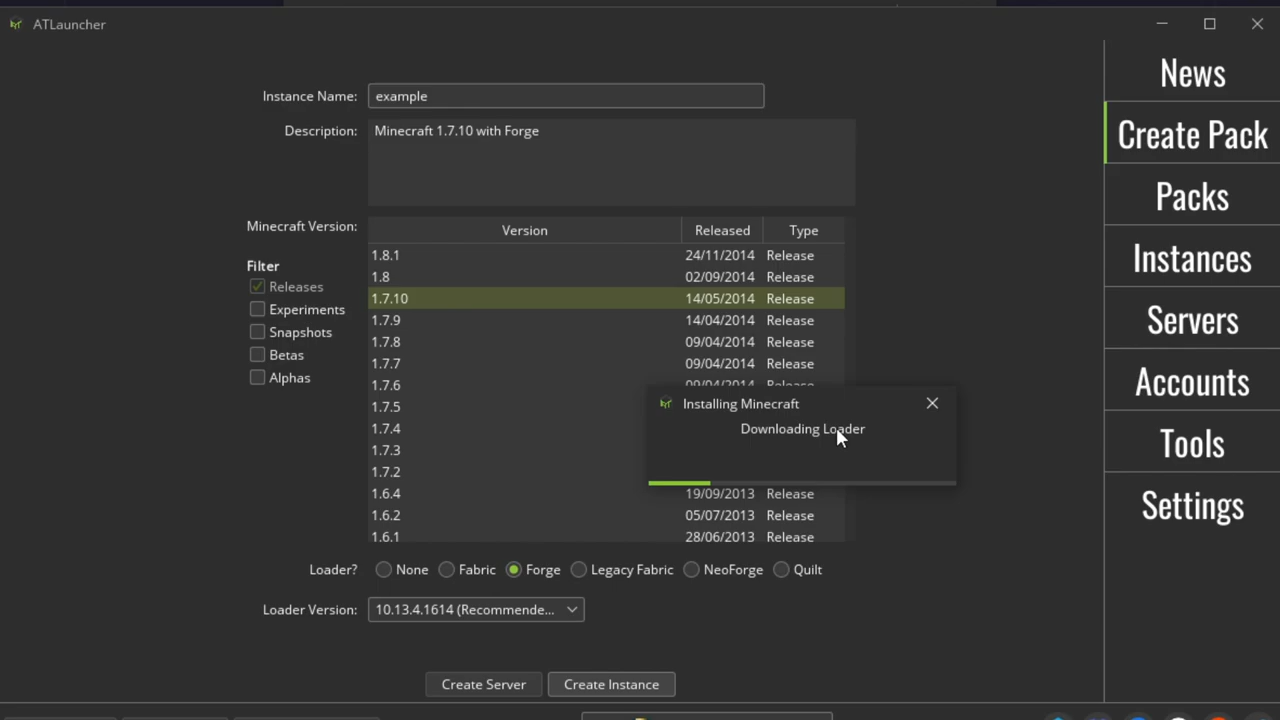 ATLauncher
Instance Name: example
Description: Minecraft 1.7.10 with Forge
Minecraft Version:
Version Released Type
1.8.1 24/11/2014 Release
1.8 02/09/2014 Release
1.7.10 14/05/2014 Release
1.7.9 14/04/2014 Release
1.7.8 09/04/2014 Release
1.7.7 09/04/2014 Release
1.7.6 09/04/2014 Release
1.7.5
1.7.4
1.7.3
1.7.2
1.6.4 19/09/2013 Release
1.6.2 05/07/2013 Release
1.6.1 28/06/2013 Release
Filter
Releases
Experiments
Snapshots
Betas
Alphas
Installing Minecraft
Downloading Loader
Loader? None Fabric Forge Legacy Fabric NeoForge Quilt
Loader Version: 10.13.4.1614 (Recommende...
Create Server Create Instance
News
Create Pack
Packs
Instances
Servers
Accounts
Tools
Settings